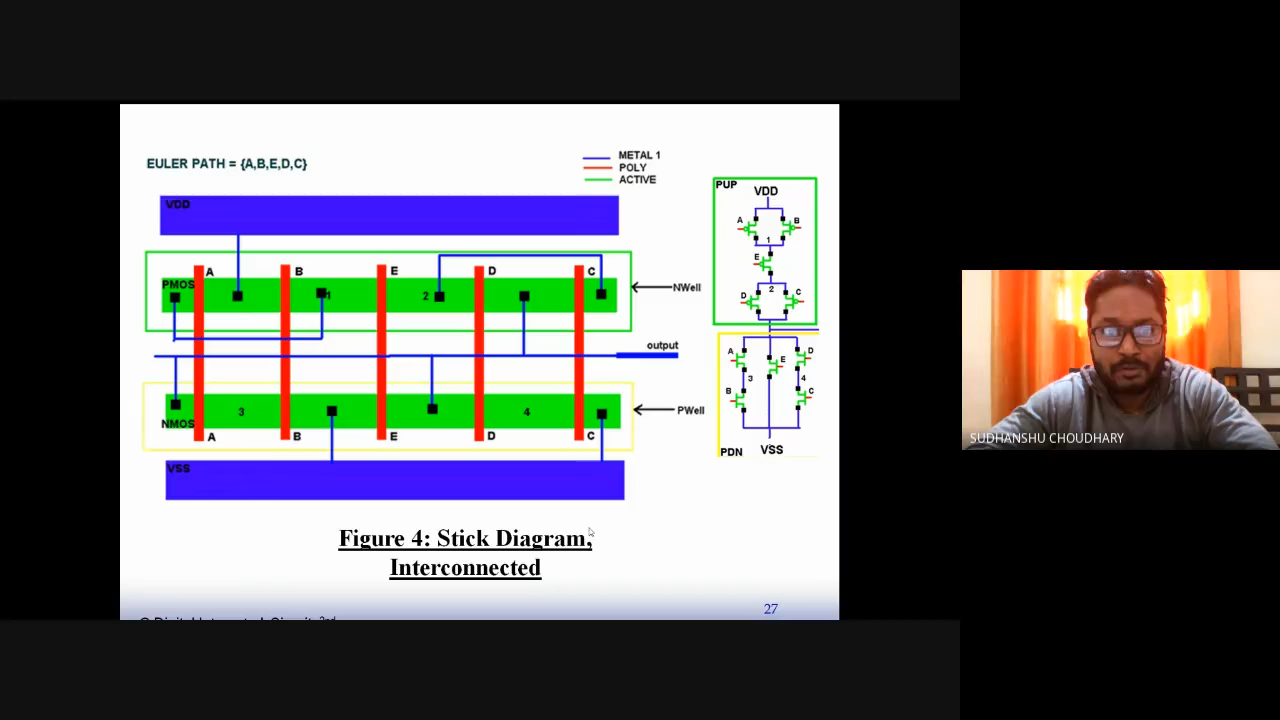 EULER PATH = {A,B,E,D,C}
METAL 1
POLY
ACTIVE
VDD
A B E D C
PMOS
1
2
NWell
output
3
4
NMOS
PWell
A B E D C
VSS
PUP
VDD
A B
1
E
2
D C
A D
E
3 4
B C
PDN VSS
Figure 4: Stick Diagram,
Interconnected
27
SUDHANSHU CHOUDHARY